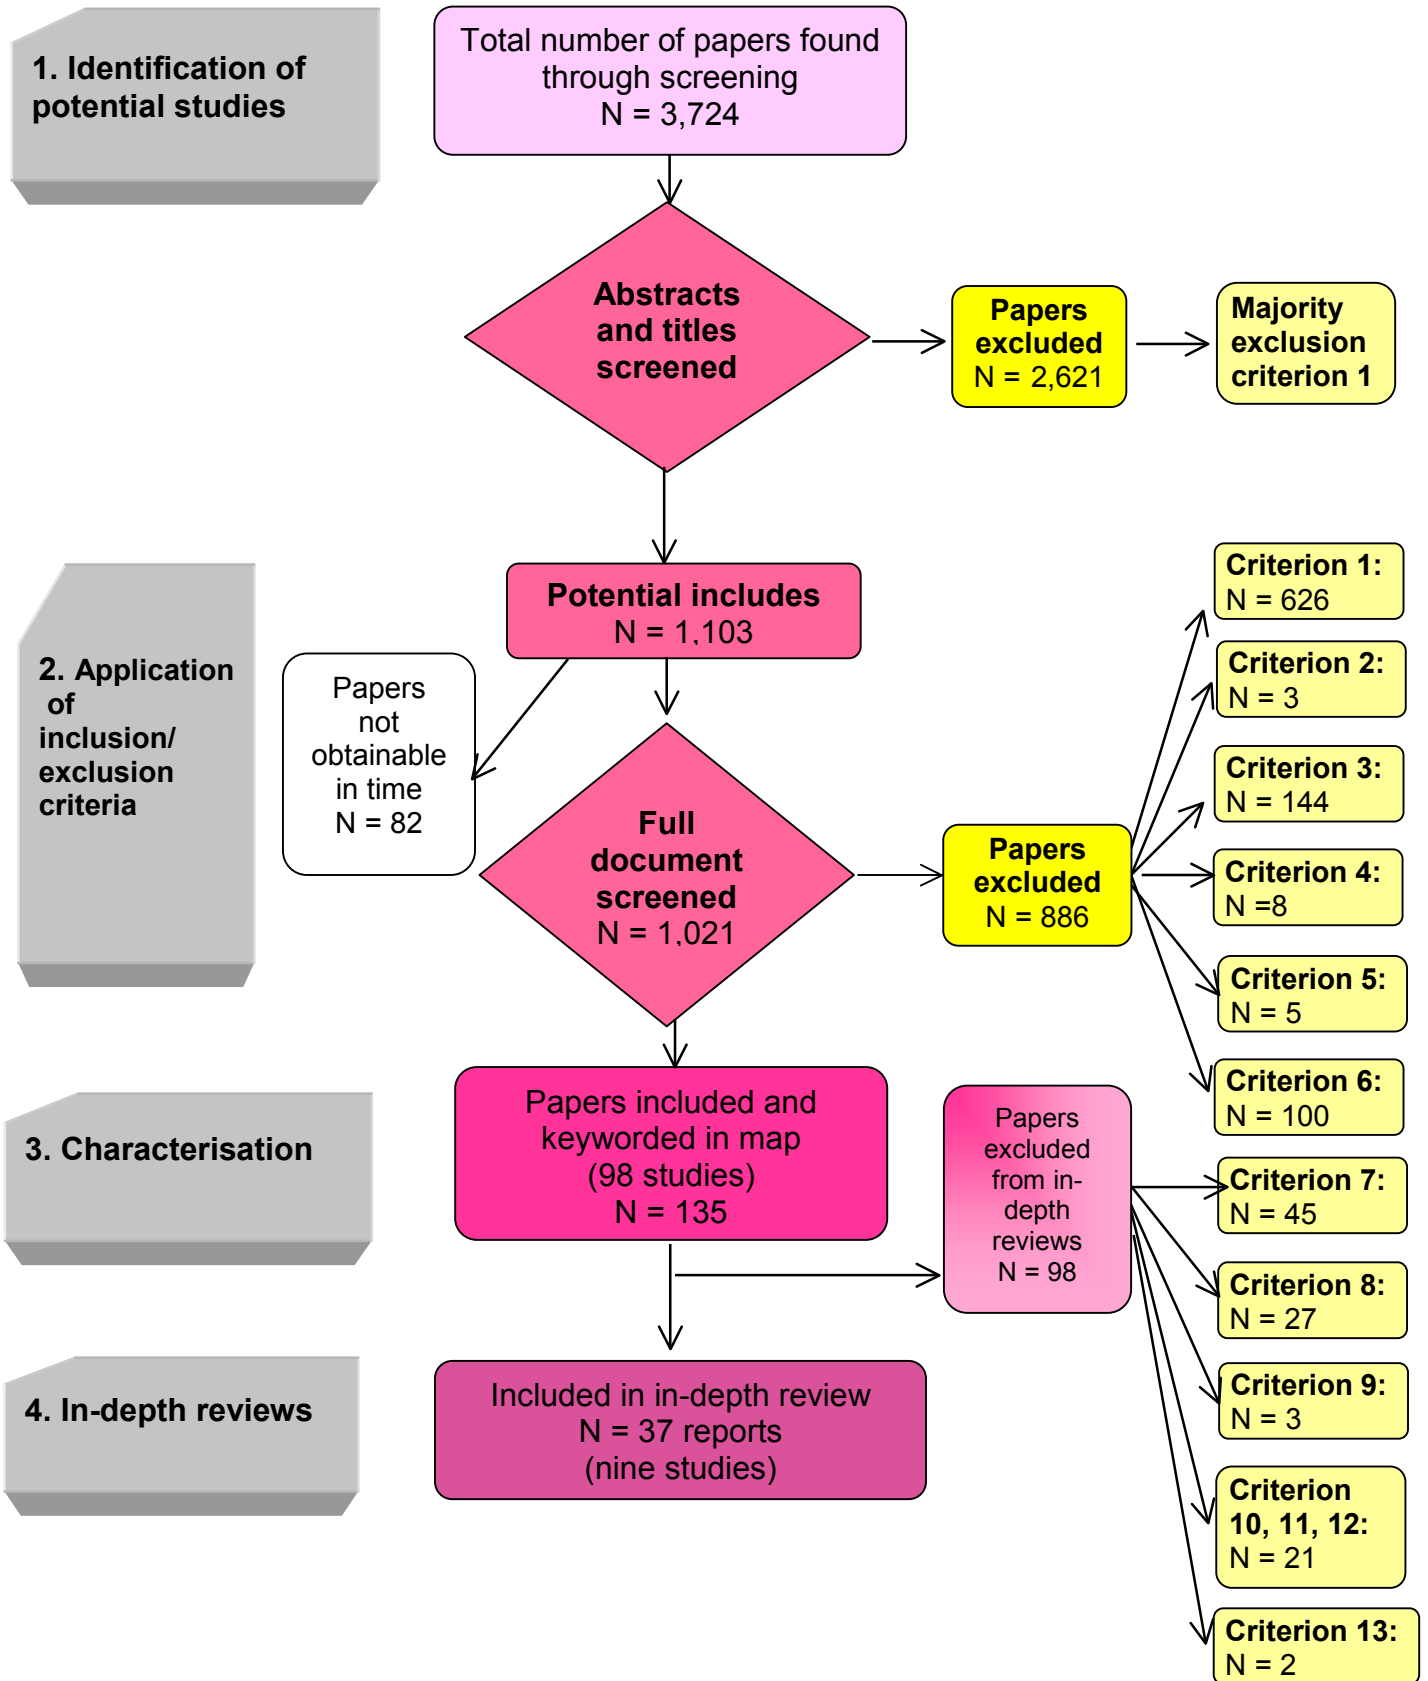 1. Identification of
potential studies
Total number of papers found
through screening
N = 3,724
Abstracts
and titles
screened
Papers
excluded
N = 2,621
Majority
exclusion
criterion 1
2. Application
of
inclusion/
exclusion
criteria
Potential includes
N = 1,103
Papers
not
obtainable
in time
N = 82
Full
document
screened
N = 1,021
Papers
excluded
N = 886
Criterion 1:
N = 626
Criterion 2:
N = 3
Criterion 3:
N = 144
Criterion 4:
N =8
Criterion 5:
N = 5
Criterion 6:
N = 100
3. Characterisation
Papers included and
keyworded in map
(98 studies)
N = 135
Papers
excluded
from in-
depth
reviews
N = 98
Criterion 7:
N = 45
Criterion 8:
N = 27
Criterion 9:
N = 3
Criterion
10, 11, 12:
N = 21
Criterion 13:
N = 2
4. In-depth reviews
Included in in-depth review
N = 37 reports
(nine studies)